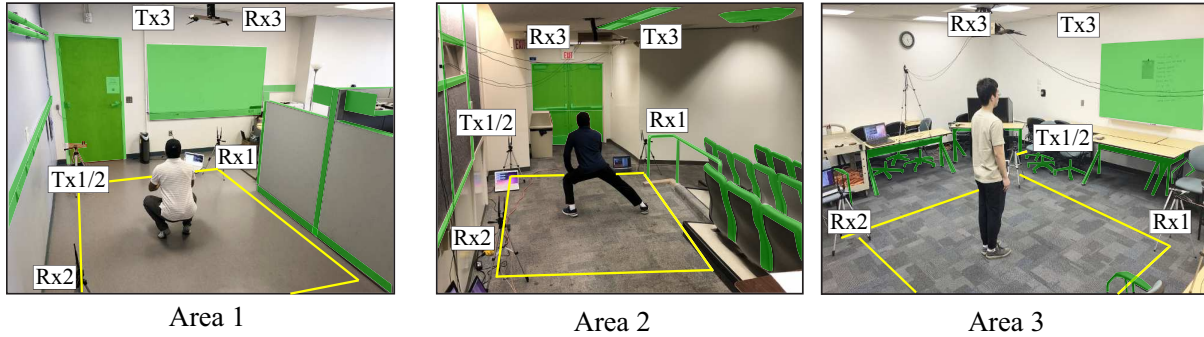 Tx3
Rx3
Tx1/2
Rx1
Rx2
Area 1
Rx3
Tx3
EXIT
Tx1/2
Rx1
Rx2
Area 2
Rx3
Tx3
Tx1/2
Rx2
Rx1
Area 3